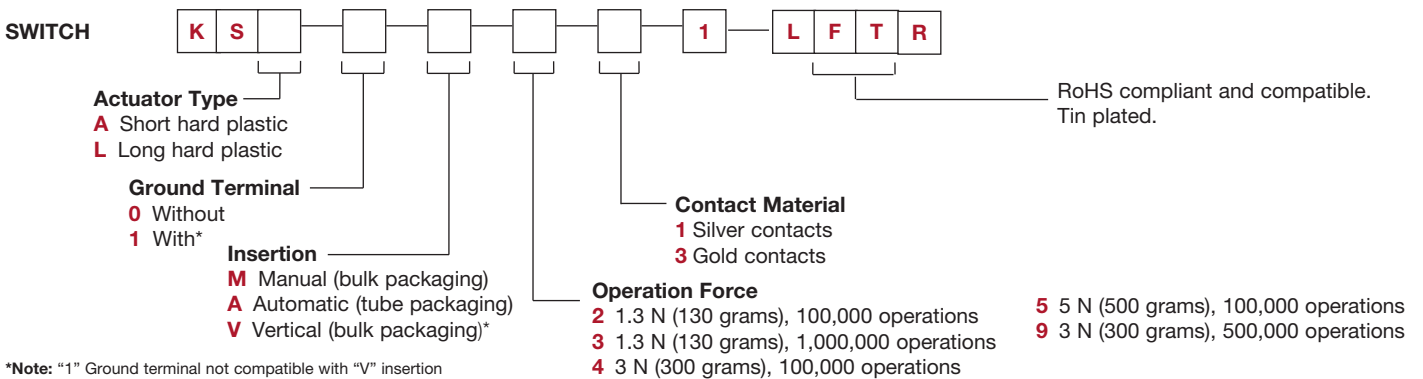 SWITCH K S 1 L F T R
RoHS compliant and compatible.
Tin plated.
Actuator Type
A Short hard plastic
L Long hard plastic
Ground Terminal
0 Without
1 With*
Insertion
M Manual (bulk packaging)
A Automatic (tube packaging)
V Vertical (bulk packaging)*
Contact Material
1 Silver contacts
3 Gold contacts
Operation Force
2 1.3 N (130 grams), 100,000 operations
3 1.3 N (130 grams), 1,000,000 operations
4 3 N (300 grams), 100,000 operations
5 5 N (500 grams), 100,000 operations
9 3 N (300 grams), 500,000 operations
*Note: “1” Ground terminal not compatible with “V” insertion